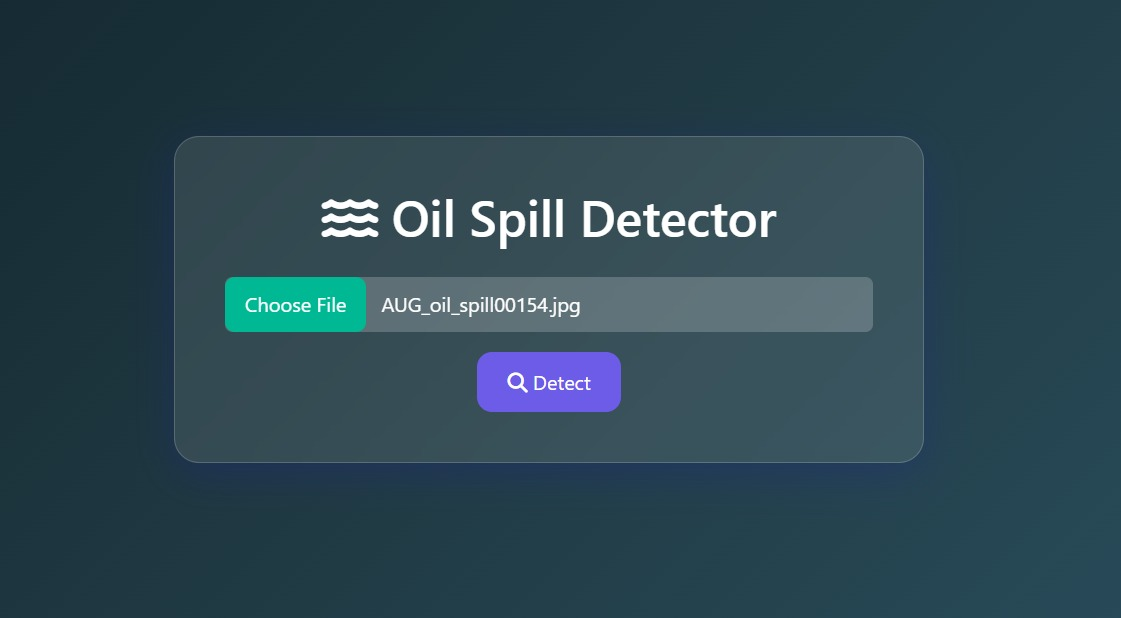 Oil Spill Detector
Choose File AUG_oil_spill00154.jpg
Detect